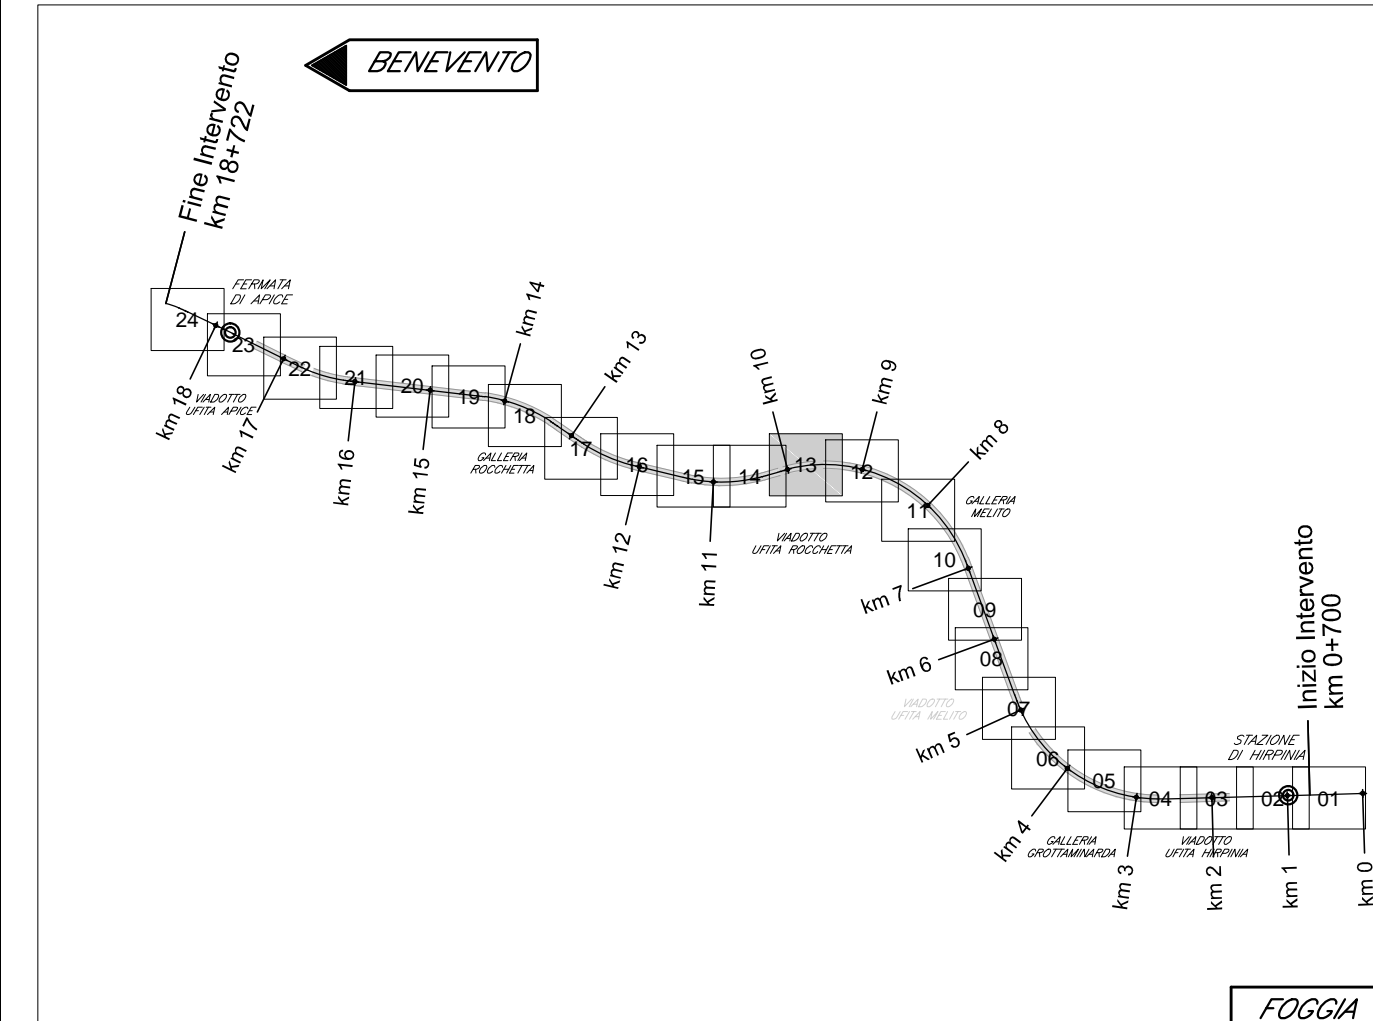 BENEVENTO
Fine Intervento
km 18+722
FERMATA
DI APICE
24
23
22
21
20
19
18
17
16
15
14
13
12
11
10
09
08
07
06
05
04
03
02
01
km 18
km 17
km 16
km 15
km 14
km 13
km 12
km 11
km 10
km 9
km 8
km 7
km 6
km 5
km 4
km 3
km 2
km 1
km 0
VIADOTTO
UFITA APICE
GALLERIA
ROCCHETTA
VIADOTTO
UFITA ROCCHETTA
GALLERIA
MELITO
VIADOTTO
UFITA MELITO
GALLERIA
GROTTAMINARDA
VIADOTTO
UFITA HIRPINIA
STAZIONE
DI HIRPINIA
Inizio Intervento
km 0+700
FOGGIA